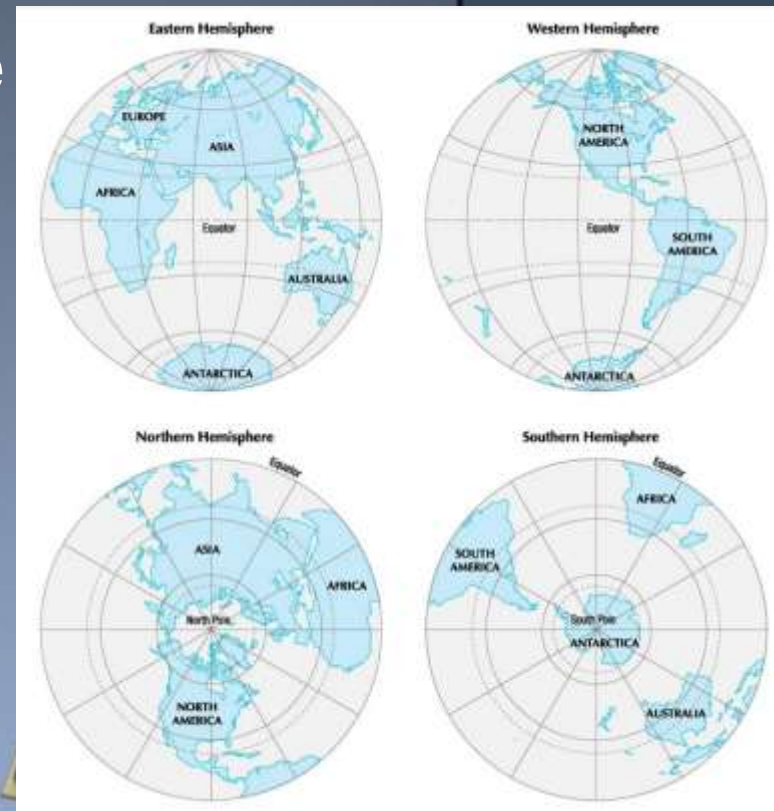 Eastern Hemisphere
EUROPE
ASIA
AFRICA
Equator
AUSTRALIA
ANTARCTICA
Western Hemisphere
NORTH
AMERICA
Equator
SOUTH
AMERICA
ANTARCTICA
Northern Hemisphere
Equator
ASIA
AFRICA
North Pole
NORTH
AMERICA
Southern Hemisphere
Equator
AFRICA
SOUTH
AMERICA
South Pole
ANTARCTICA
AUSTRALIA